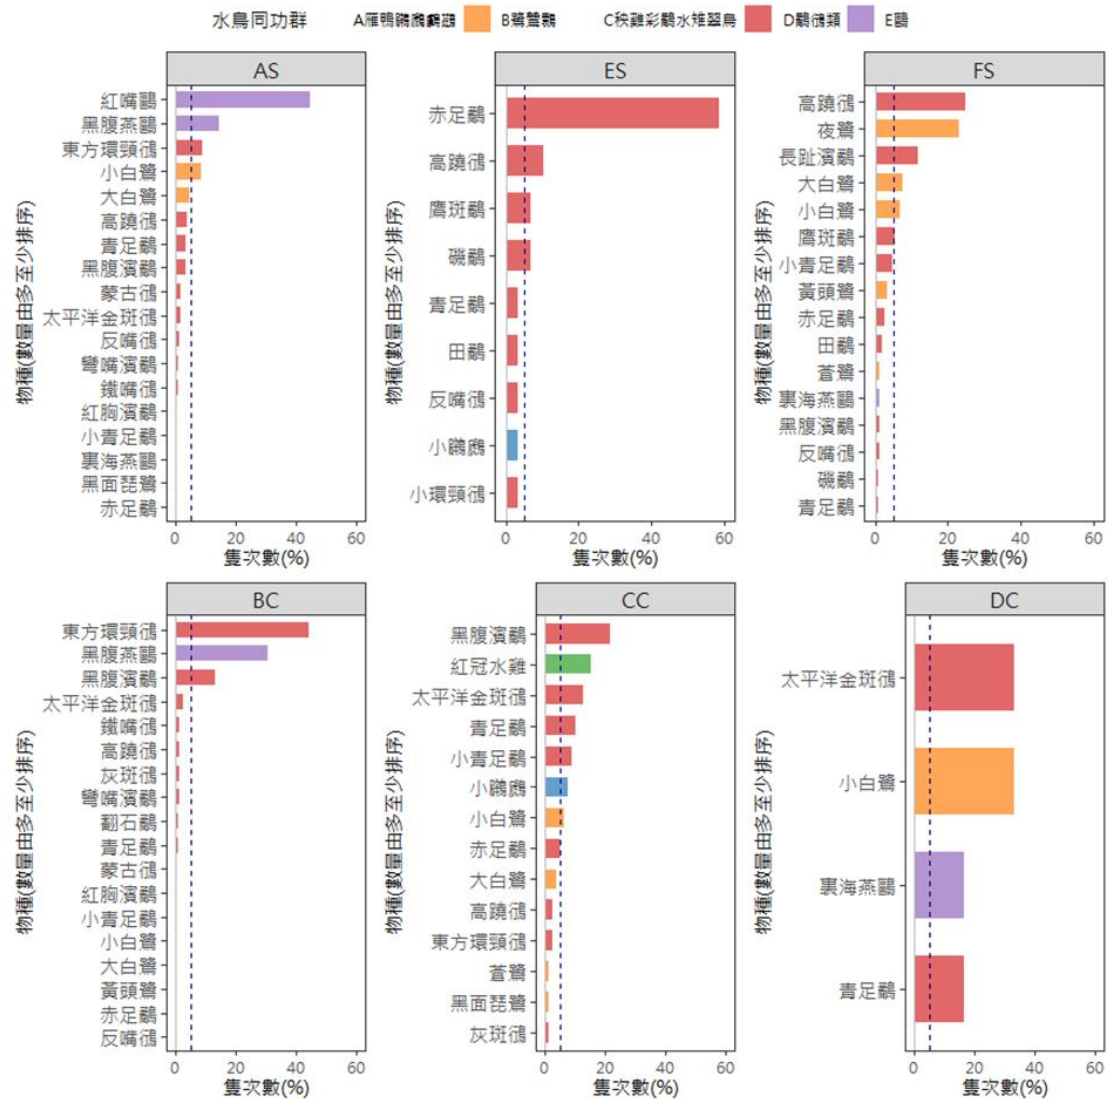 水鳥同功群 A雁鴨鸊鷉鸕鶿 B鷺鷥鸛 C秧雞彩鷸水雉翠鳥 D鷸鴴類 E鷗
AS
物種(數量由多至少排序)
紅嘴鷗
黑腹燕鷗
東方環頸鴴
小白鷺
大白鷺
高蹺鴴
青足鷸
黑腹濱鷸
蒙古鴴
太平洋金斑鴴
反嘴鴴
彎嘴濱鷸
鐵嘴鴴
紅胸濱鷸
小青足鷸
裏海燕鷗
黑面琵鷺
赤足鷸
0 20 40 60
隻次數(%)
ES
物種(數量由多至少排序)
赤足鷸
高蹺鴴
鷹斑鷸
磯鷸
青足鷸
田鷸
反嘴鴴
小鸊鷉
小環頸鴴
0 20 40 60
隻次數(%)
FS
物種(數量由多至少排序)
高蹺鴴
夜鷺
長趾濱鷸
大白鷺
小白鷺
鷹斑鷸
小青足鷸
黃頭鷺
赤足鷸
田鷸
蒼鷺
裏海燕鷗
黑腹濱鷸
反嘴鴴
磯鷸
青足鷸
0 20 40 60
隻次數(%)
BC
物種(數量由多至少排序)
東方環頸鴴
黑腹燕鷗
黑腹濱鷸
太平洋金斑鴴
鐵嘴鴴
高蹺鴴
灰斑鴴
彎嘴濱鷸
翻石鷸
青足鷸
蒙古鴴
紅胸濱鷸
小青足鷸
小白鷺
大白鷺
黃頭鷺
赤足鷸
反嘴鴴
0 20 40 60
隻次數(%)
CC
物種(數量由多至少排序)
黑腹濱鷸
紅冠水雞
太平洋金斑鴴
青足鷸
小青足鷸
小鸊鷉
小白鷺
赤足鷸
大白鷺
高蹺鴴
東方環頸鴴
蒼鷺
黑面琵鷺
灰斑鴴
0 20 40 60
隻次數(%)
DC
物種(數量由多至少排序)
太平洋金斑鴴
小白鷺
裏海燕鷗
青足鷸
0 20 40 60
隻次數(%)